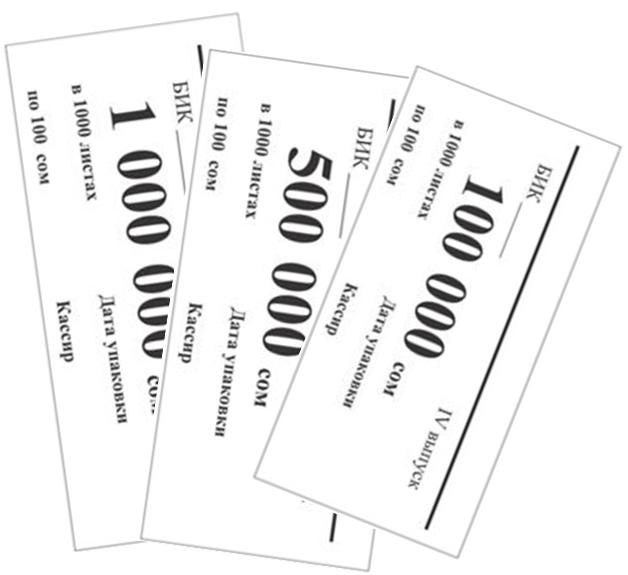 БИК
100 000 сом
IV выпуск
в 1000 листах
по 100 сом
Дата упаковки
Кассир
БИК
500 000 сом
в 1000 листах
по 100 сом
Дата упаковки
Кассир
БИК
1 000 000 сом
в 1000 листах
по 100 сом
Дата упаковки
Кассир